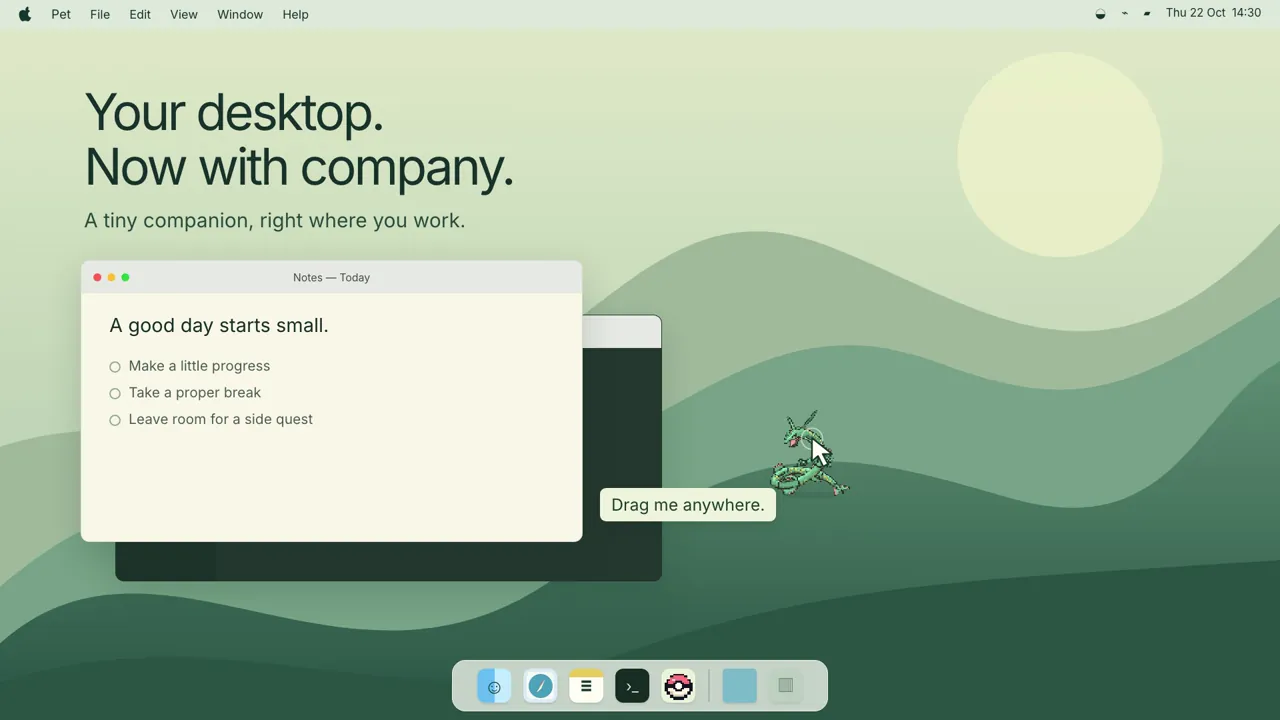 Pet File Edit View Window Help
Thu 22 Oct 14:30
Your desktop.
Now with company.
A tiny companion, right where you work.
Notes — Today
A good day starts small.
Make a little progress
Take a proper break
Leave room for a side quest
Drag me anywhere.
›_